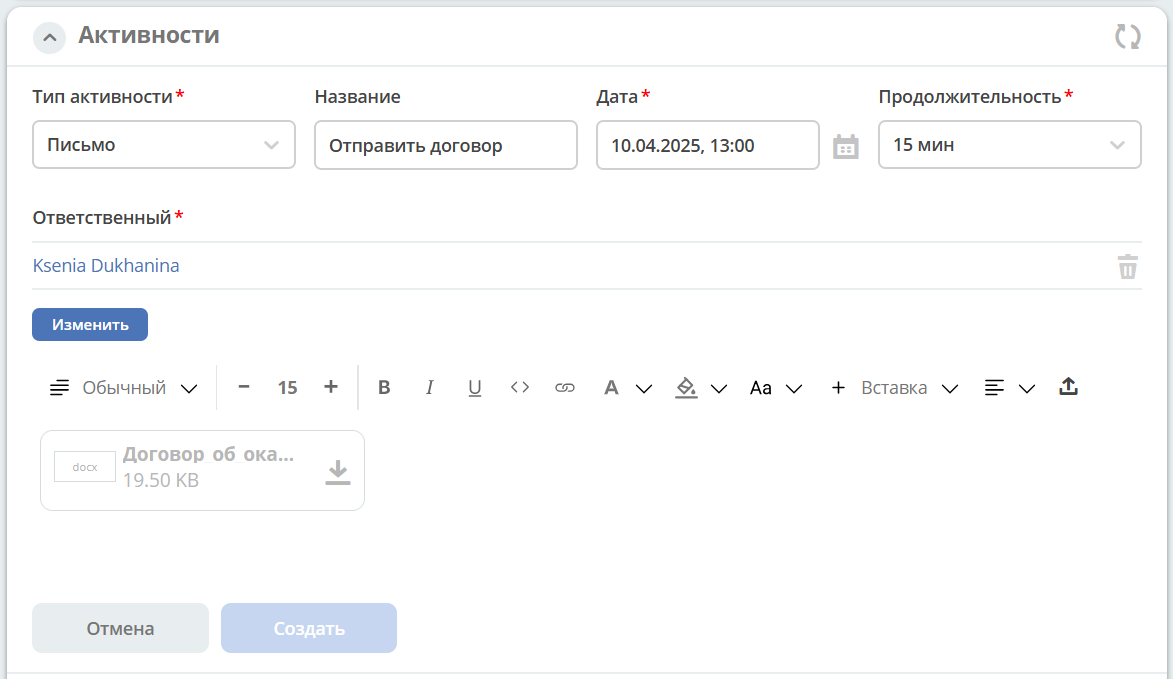 Активности
Тип активности* Название Дата* Продолжительность*
Письмо Отправить договор 10.04.2025, 13:00 15 мин
Ответственный*
Ksenia Dukhanina
Изменить
Обычный − 15 + B I U <> A Aa + Вставка
docx Договор об ока...
19.50 KB
Отмена Создать